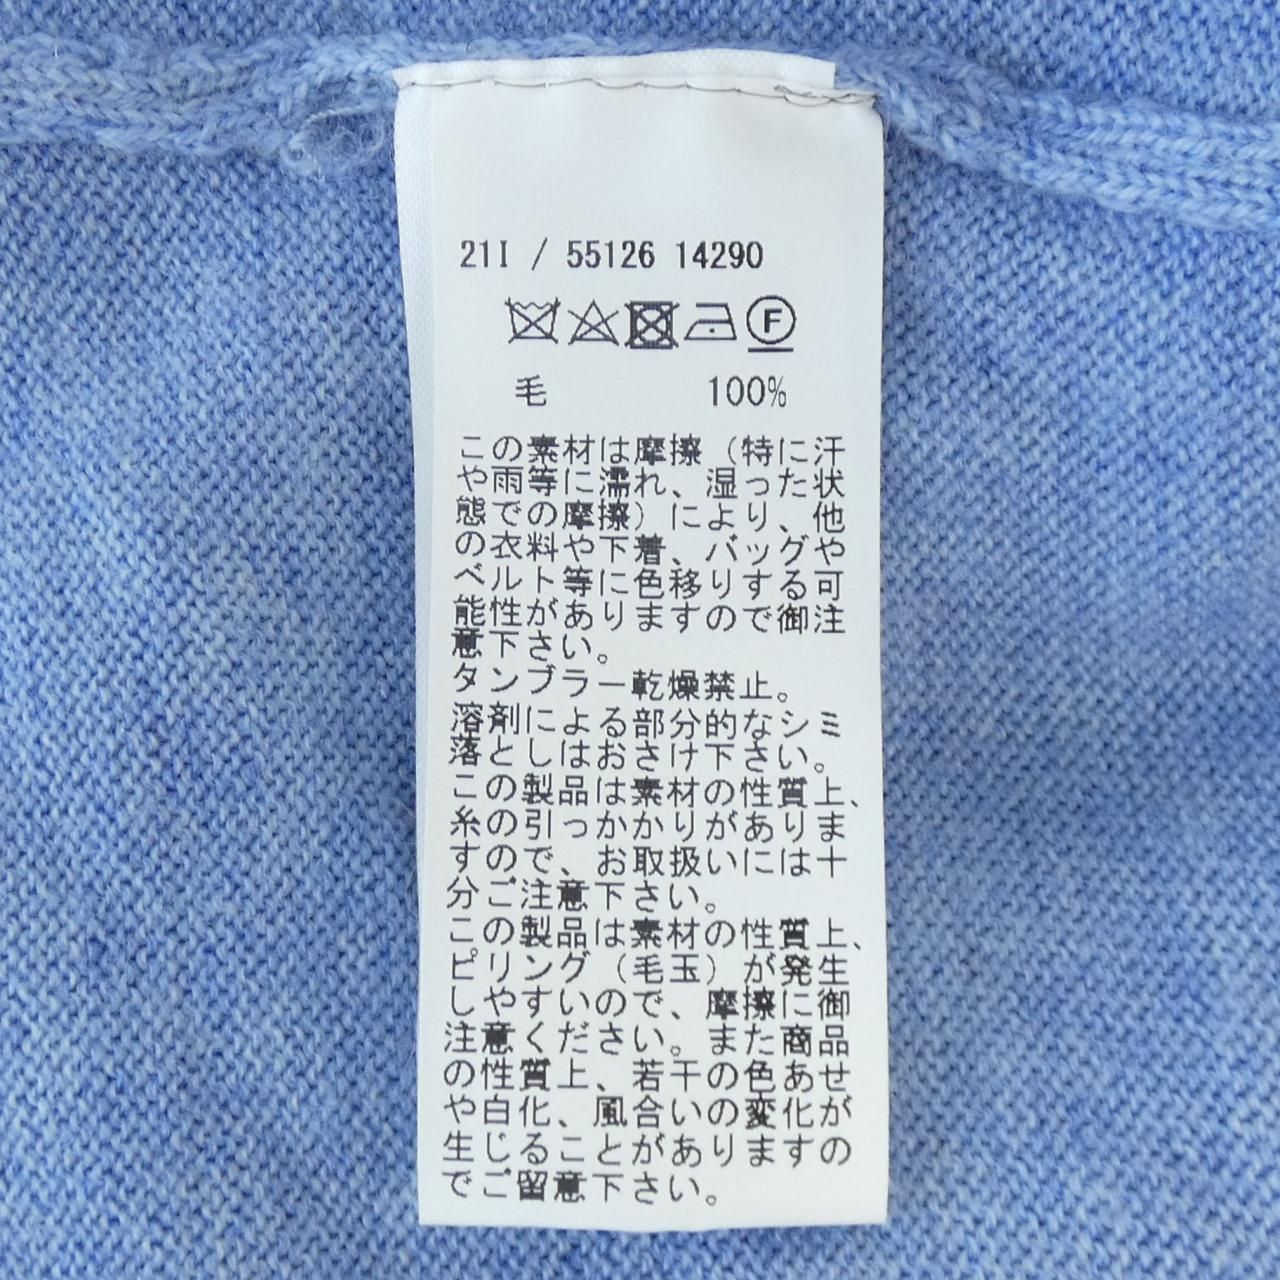 21I / 55126 14290
F
毛 100%
この素材は摩擦（特に汗
や雨等に濡れ、湿った状
態での摩擦）により、他
の衣料や下着、バッグや
ベルト等に色移りする可
能性がありますので御注
意下さい。
タンブラー乾燥禁止。
溶剤による部分的なシミ
落としはおさけ下さい。
この製品は素材の性質上、
糸の引っかかりがありま
すので、お取扱いには十
分ご注意下さい。
この製品は素材の性質上、
ピリング（毛玉）が発生
しやすいので、摩擦に御
注意ください。また商品
の性質上、若干の色あせ
や白化、風合いの変化が
生じることがありますの
でご留意下さい。